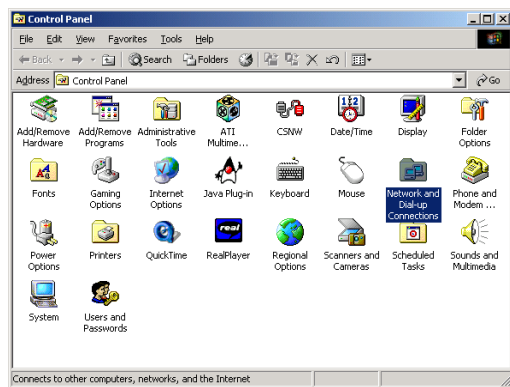 Control Panel
File Edit View Favorites Tools Help
Back Search Folders
Address Control Panel Go
Add/Remove Hardware
Add/Remove Programs
Administrative Tools
ATI Multime...
CSNW
Date/Time
Display
Folder Options
Fonts
Gaming Options
Internet Options
Java Plug-in
Keyboard
Mouse
Network and Dial-up Connections
Phone and Modem ...
Power Options
Printers
QuickTime
real
RealPlayer
Regional Options
Scanners and Cameras
Scheduled Tasks
Sounds and Multimedia
System
Users and Passwords
Connects to other computers, networks, and the Internet